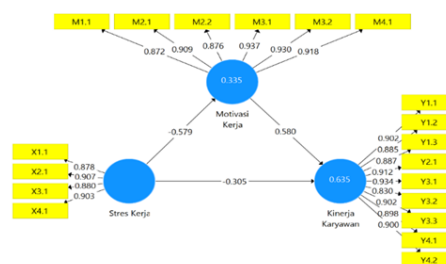 M1.1 M2.1 M2.2 M3.1 M3.2 M4.1
0.872 0.909 0.876 0.937 0.930 0.918
0.335
Motivasi
Kerja
-0.579
0.580
X1.1
X2.1
X3.1
X4.1
0.878
0.907
0.880
0.903
Stres Kerja
-0.305
0.635
Kinerja
Karyawan
0.902
0.885
0.887
0.912
0.934
0.830
0.902
0.898
0.900
Y1.1
Y1.2
Y1.3
Y2.1
Y3.1
Y3.2
Y3.3
Y4.1
Y4.2